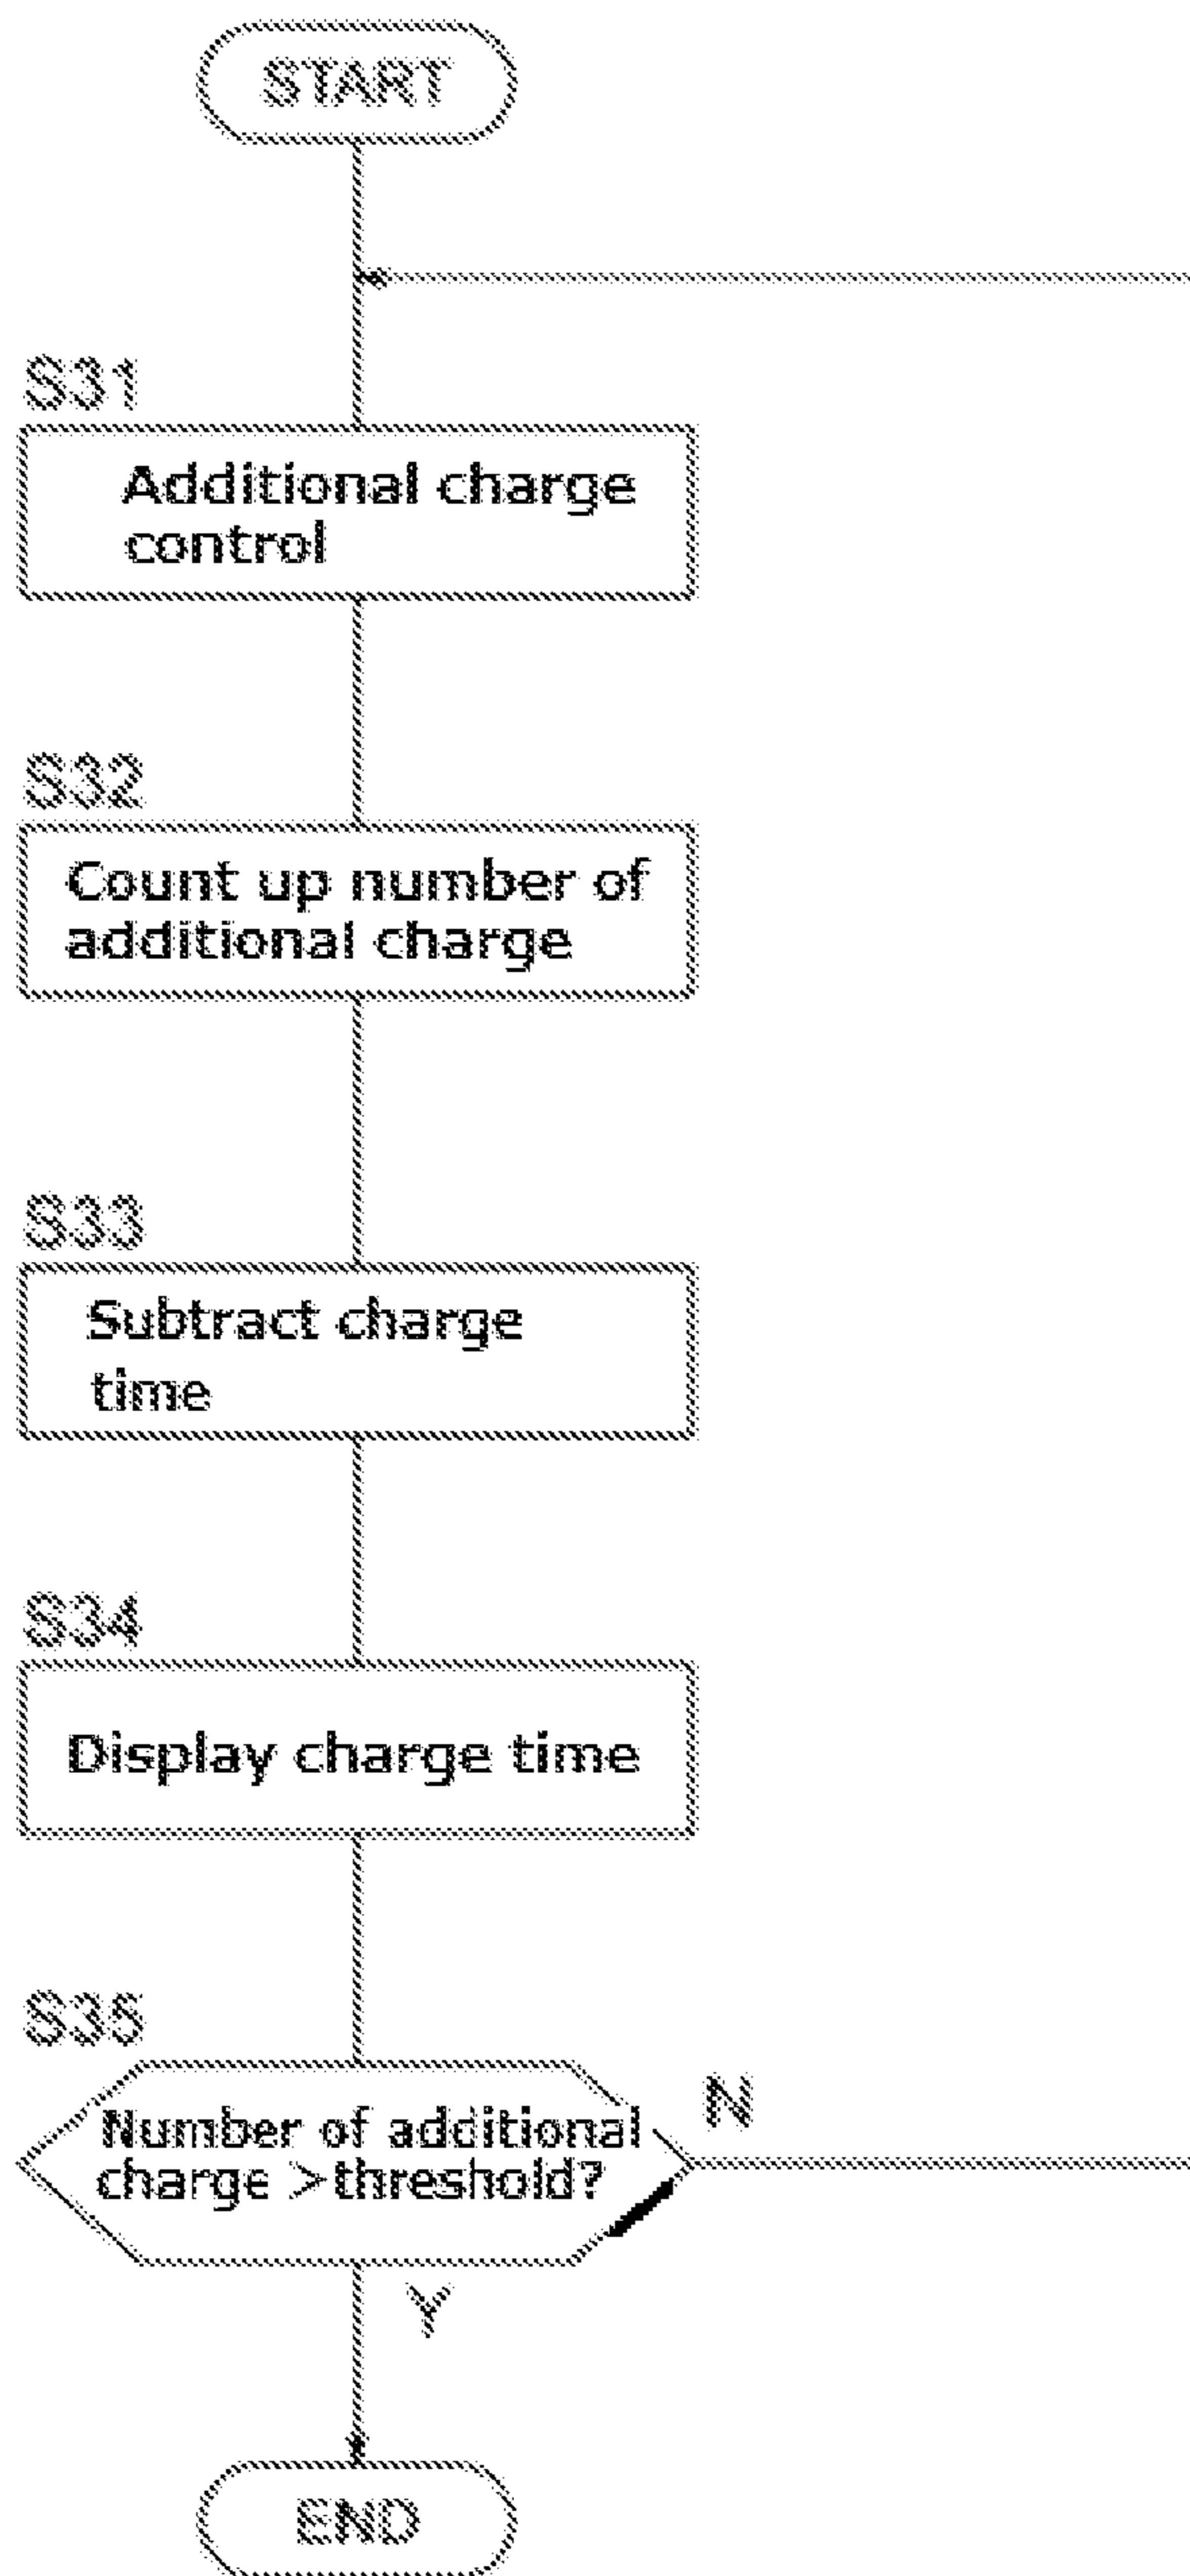 START
S31
Additional charge
control
S32
Count up number of
additional charge
S33
Subtract charge
time
S34
Display charge time
S35
Number of additional
charge >threshold?
N
Y
END